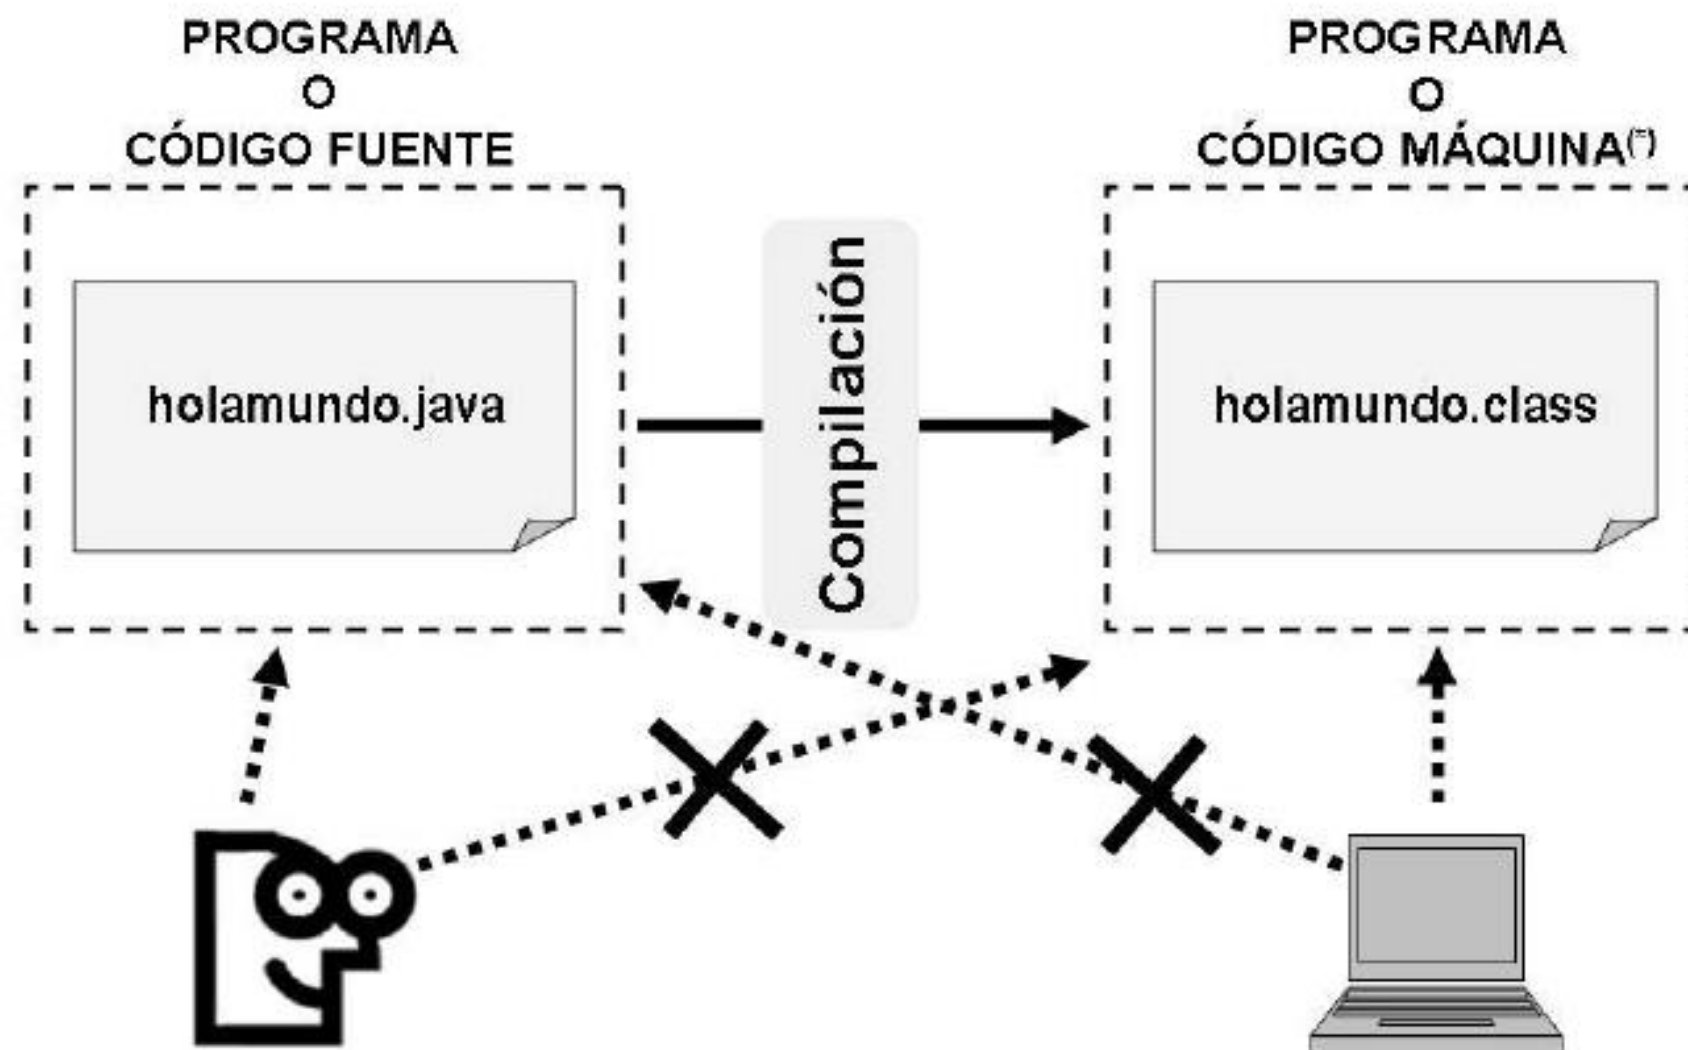 PROGRAMA
O
CÓDIGO FUENTE
holamundo.java
Compilación
PROGRAMA
O
CÓDIGO MÁQUINA(*)
holamundo.class